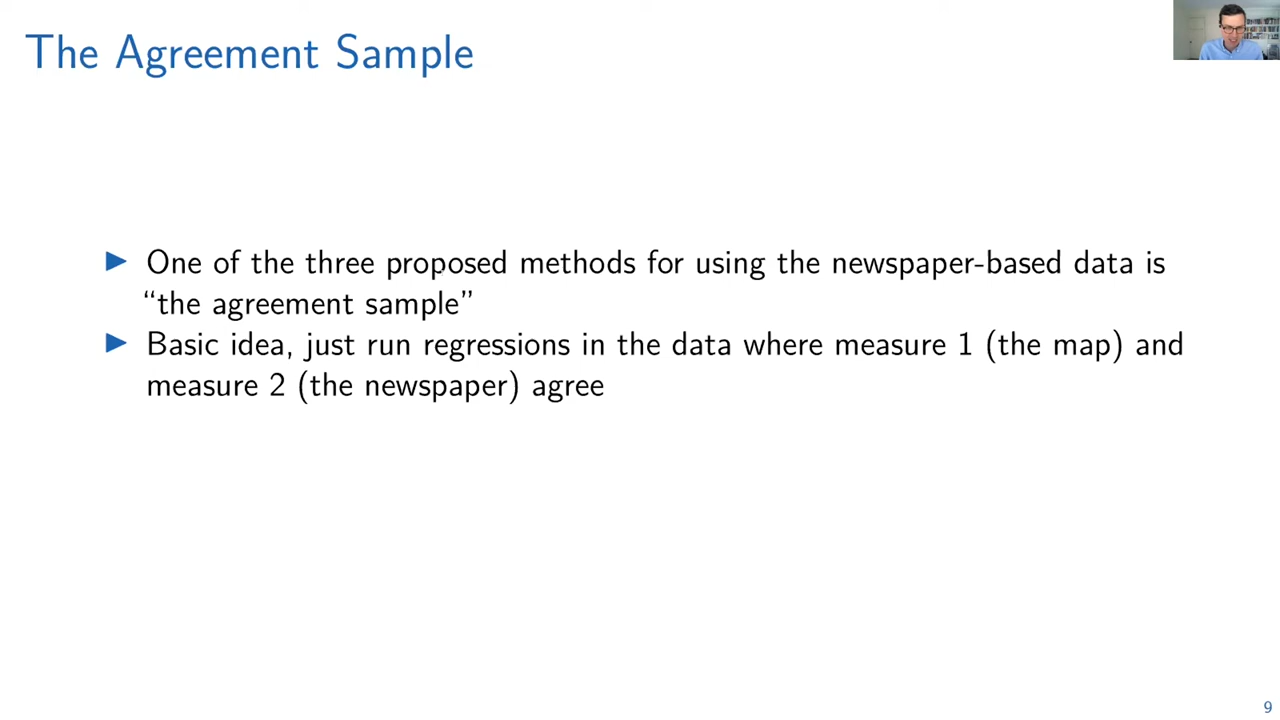 The Agreement Sample
▶ One of the three proposed methods for using the newspaper-based data is
“the agreement sample”
▶ Basic idea, just run regressions in the data where measure 1 (the map) and
measure 2 (the newspaper) agree
9